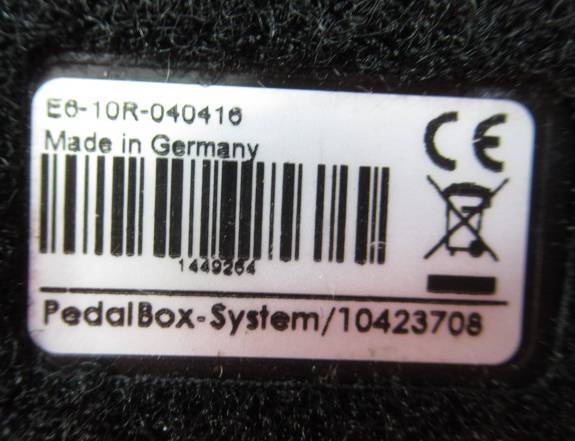 E6-10R-040416
Made in Germany
CE
1449264
PedalBox-System/10423708